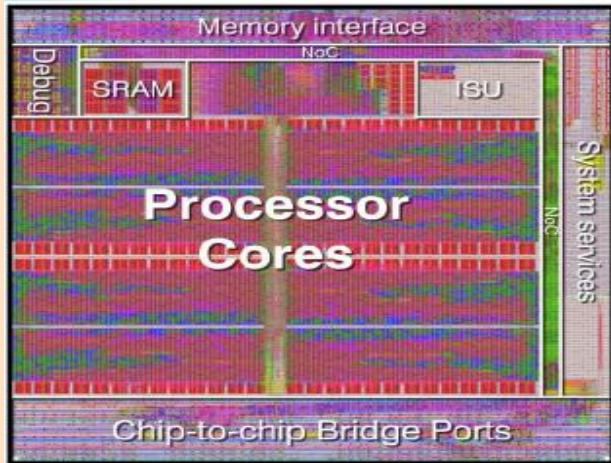 Memory interface
NoC
Debug
SRAM
ISU
Processor
Cores
NoC
System services
Chip-to-chip Bridge Ports